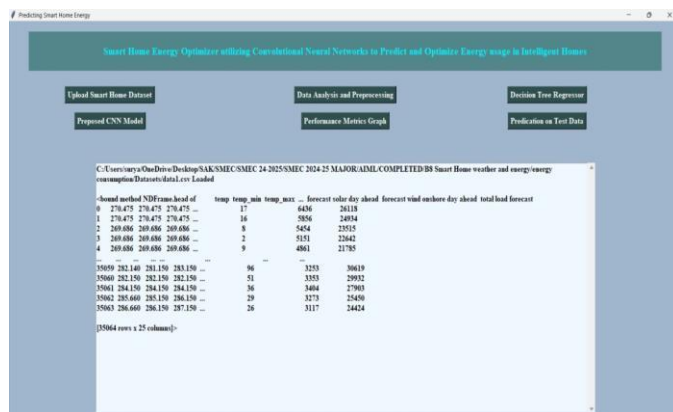 Predicting Smart Home Energy
Smart Home Energy Optimizer utilizing Convolutional Neural Networks to Predict and Optimize Energy usage in Intelligent Homes
Upload Smart Home Dataset Data Analysis and Preprocessing Decision Tree Regressor
Proposed CNN Model Performance Metrics Graph Predication on Test Data
C:/Users/surya/OneDrive/Desktop/SAK/SMEC/SMEC 24-2025/SMEC 2024-25 MAJOR/AIML/COMPLETED/B8 Smart Home weather and energy/energy
consumption/Datasets/data1.csv Loaded
<bound method NDFrame.head of temp temp_min temp_max ... forecast solar day ahead forecast wind onshore day ahead total load forecast
0 270.475 270.475 270.475 ... 17 6436 26118
1 270.475 270.475 270.475 ... 16 5856 24934
2 269.686 269.686 269.686 ... 8 5454 23515
3 269.686 269.686 269.686 ... 2 5151 22642
4 269.686 269.686 269.686 ... 9 4861 21785
... ... ... ... ... ... ... ...
35059 282.140 281.150 283.150 ... 96 3253 30619
35060 282.150 282.150 282.150 ... 51 3353 29932
35061 284.150 284.150 284.150 ... 36 3404 27903
35062 285.660 285.150 286.150 ... 29 3273 25450
35063 286.660 286.150 287.150 ... 26 3117 24424
[35064 rows x 25 columns]>